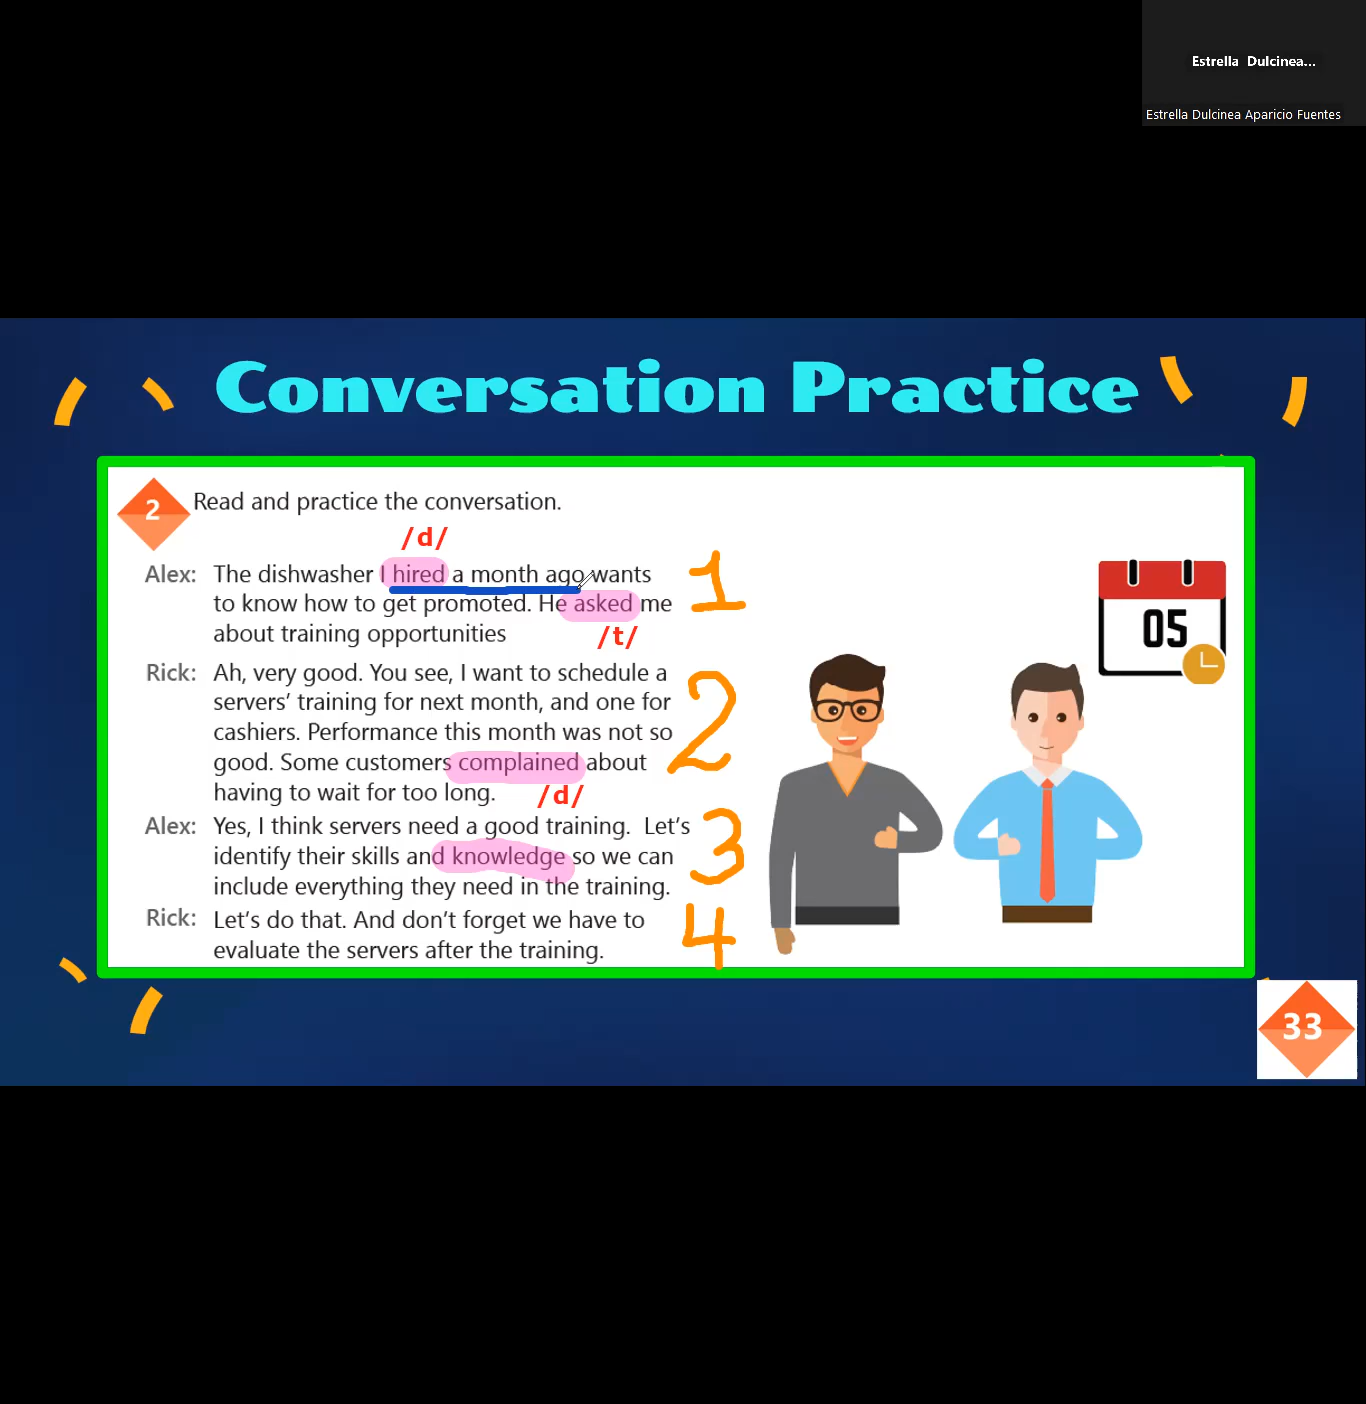 Estrella Dulcinea...
Estrella Dulcinea Aparicio Fuentes
Conversation Practice
2 Read and practice the conversation.
/d/
Alex: The dishwasher I hired a month ago wants
to know how to get promoted. He asked me
about training opportunities
/t/
1
Rick: Ah, very good. You see, I want to schedule a
servers' training for next month, and one for
cashiers. Performance this month was not so
good. Some customers complained about
having to wait for too long.
/d/
2
Alex: Yes, I think servers need a good training. Let's
identify their skills and knowledge so we can
include everything they need in the training.
3
Rick: Let's do that. And don't forget we have to
evaluate the servers after the training.
4
05
33